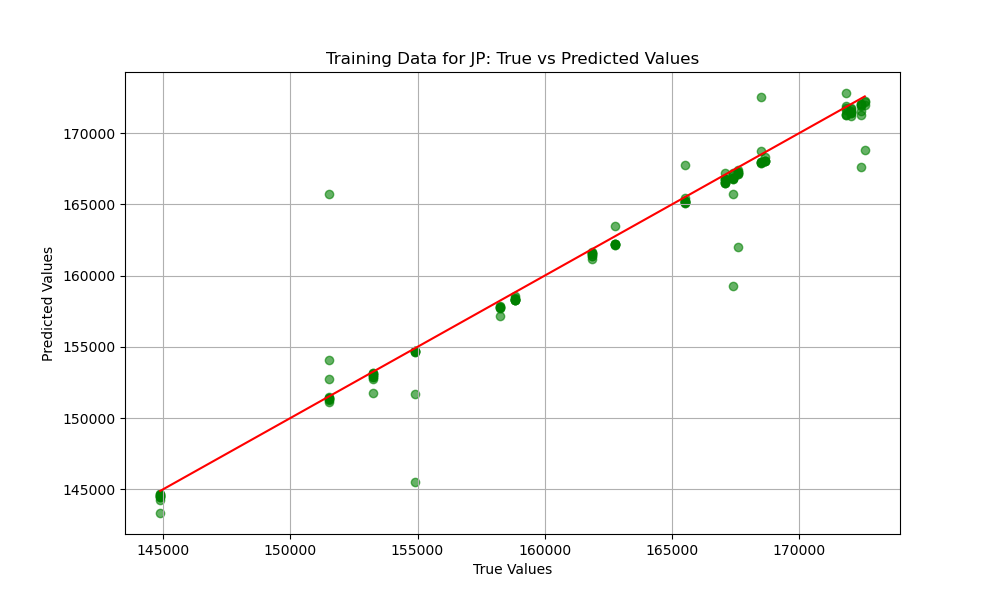 Training Data for JP: True vs Predicted Values
170000
165000
160000
155000
150000
145000
Predicted Values
145000 150000 155000 160000 165000 170000
True Values